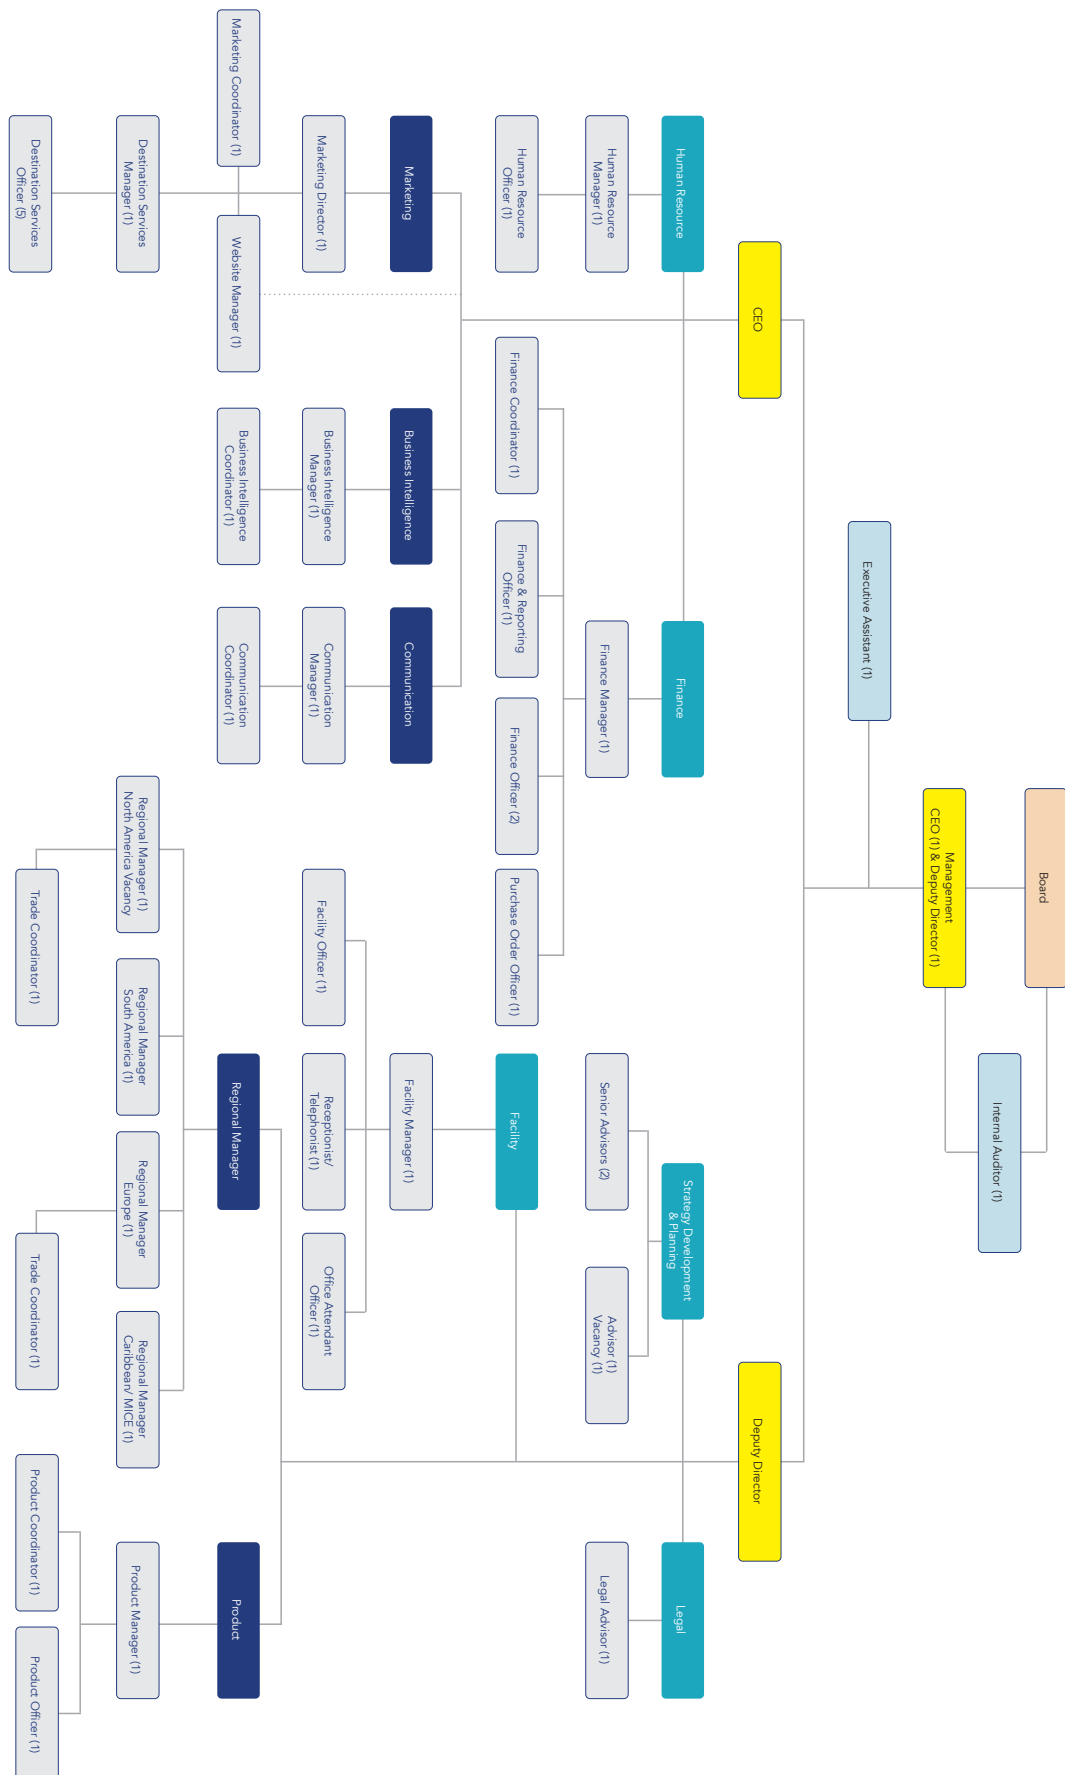 Board
Internal Auditor (1)
Management
CEO (1) & Deputy Director (1)
Executive Assistant (1)
CEO
Deputy Director
Human Resource
Finance
Strategy Development
& Planning
Legal
Human Resource
Manager (1)
Finance Manager (1)
Senior Advisors (2)
Advisor (1)
Vacancy (1)
Legal Advisor (1)
Human Resource
Officer (1)
Finance Coordinator (1)
Finance & Reporting
Officer (1)
Finance Officer (2)
Purchase Order Officer (1)
Facility
Marketing
Business Intelligence
Communication
Facility Manager (1)
Marketing Director (1)
Business Intelligence
Manager (1)
Communication
Manager (1)
Facility Officer (1)
Receptionist/
Telephonist (1)
Office Attendant
Officer (1)
Marketing Coordinator (1)
Website Manager (1)
Business Intelligence
Coordinator (1)
Communication
Coordinator (1)
Regional Manager
Product
Destination Services
Manager (1)
Regional Manager (1)
North America Vacancy
Regional Manager
South America (1)
Regional Manager
Europe (1)
Regional Manager
Caribbean/ MICE (1)
Product Manager (1)
Destination Services
Officer (5)
Trade Coordinator (1)
Trade Coordinator (1)
Product Coordinator (1)
Product Officer (1)